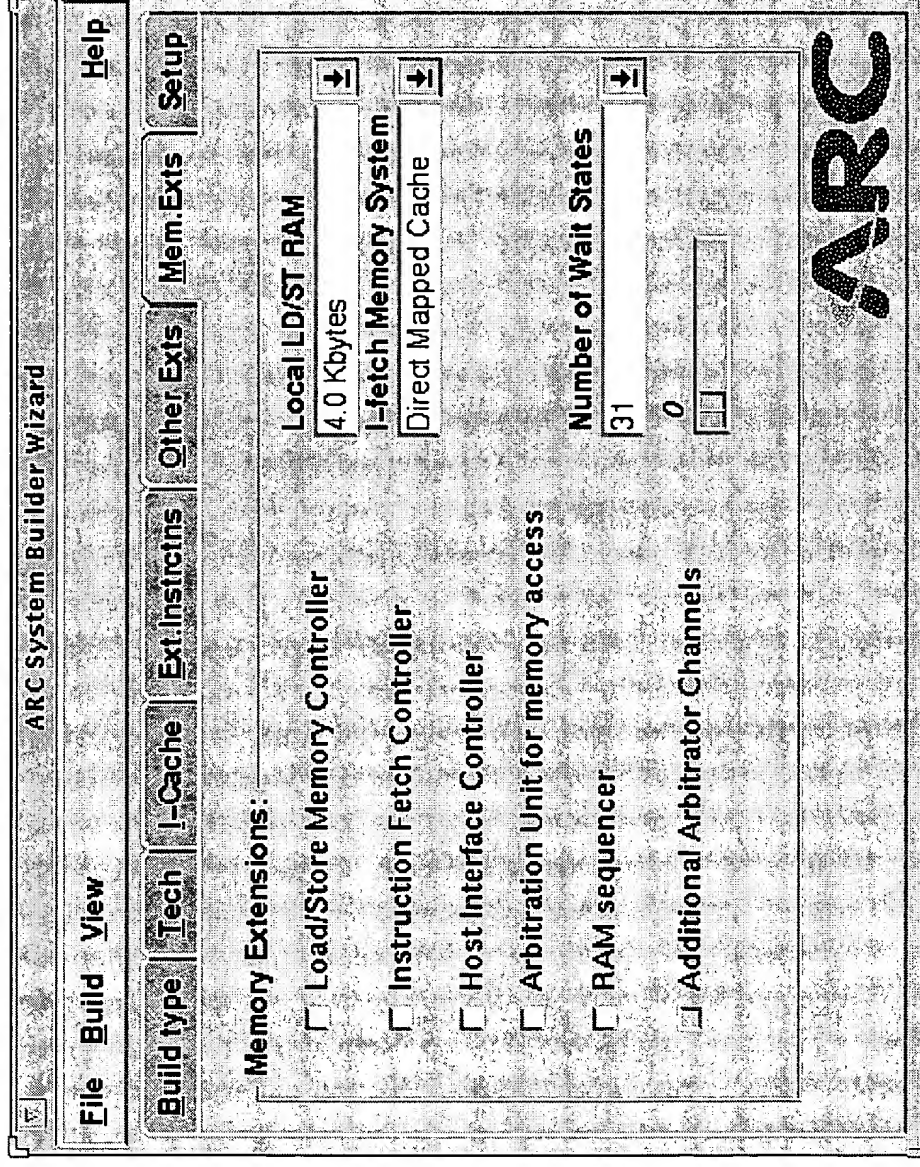 ARC System Builder Wizard
File Build View Help
Build type Tech I-Cache Ext.Instrctns Other.Exts Mem.Exts Setup
Memory Extensions:
Local LD/ST RAM
Load/Store Memory Controller
4.0 Kbytes
I-fetch Memory System
Instruction Fetch Controller
Direct Mapped Cache
Host Interface Controller
Arbitration Unit for memory access
Number of Wait States
RAM sequencer
31
0
Additional Arbitrator Channels
ARC